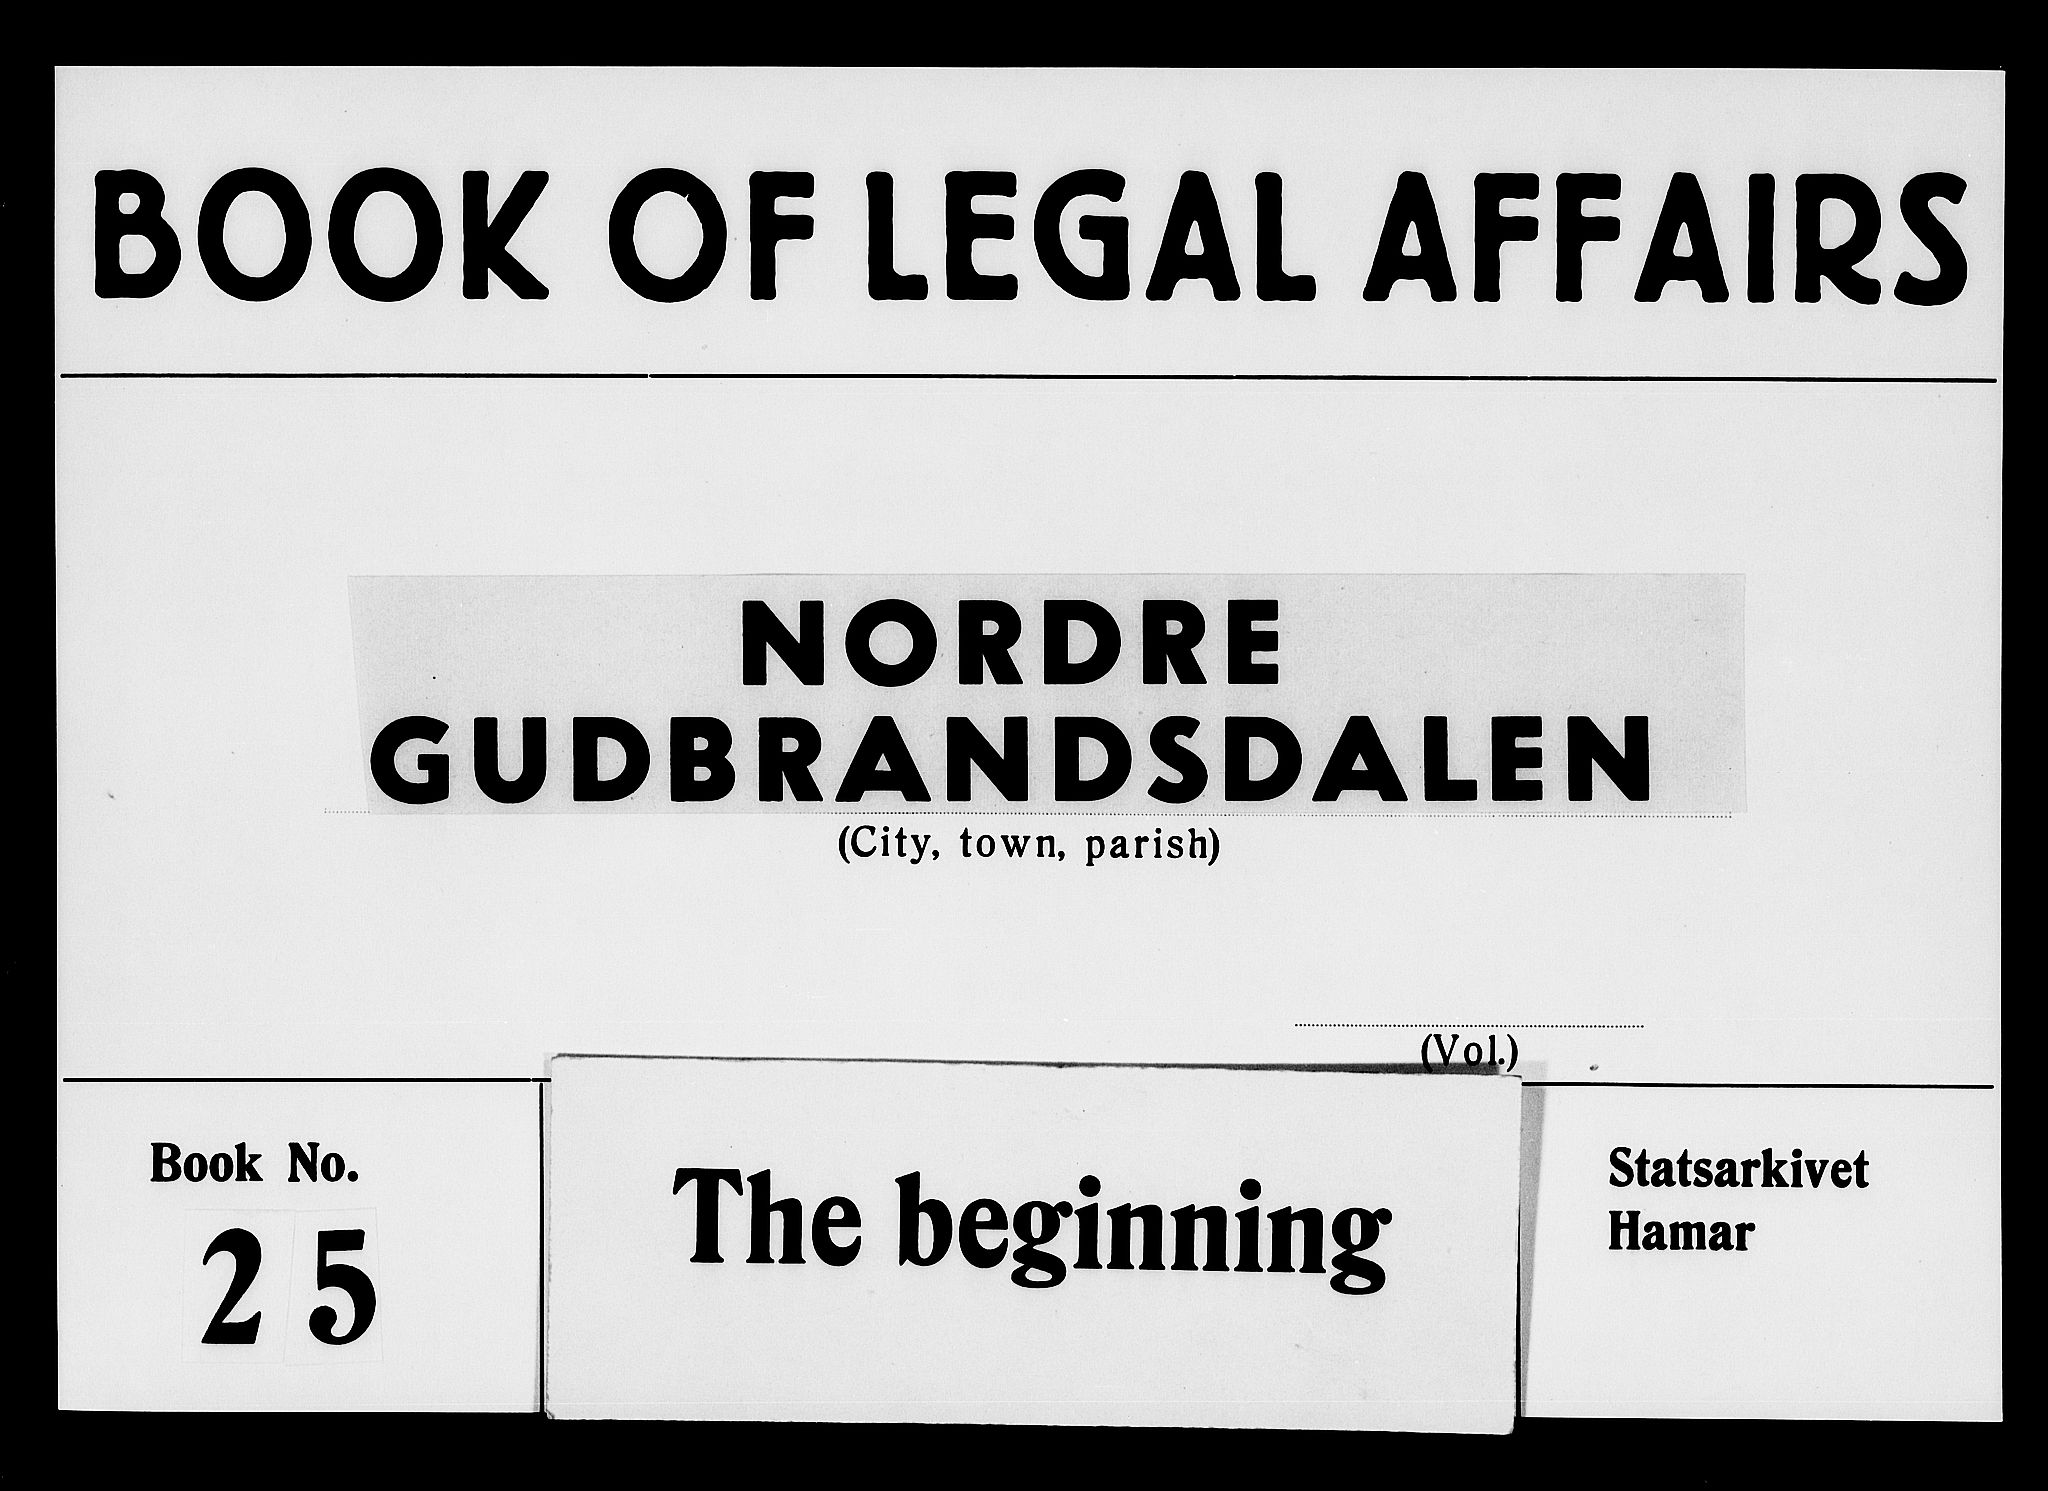 BOOK OF LEGAL AFFAIRS
NORDRE
GUDBRANDSDALEN
(City, town, parish)
(Vol.)
Book No.
25
The beginning
Statsarkivet
Hamar